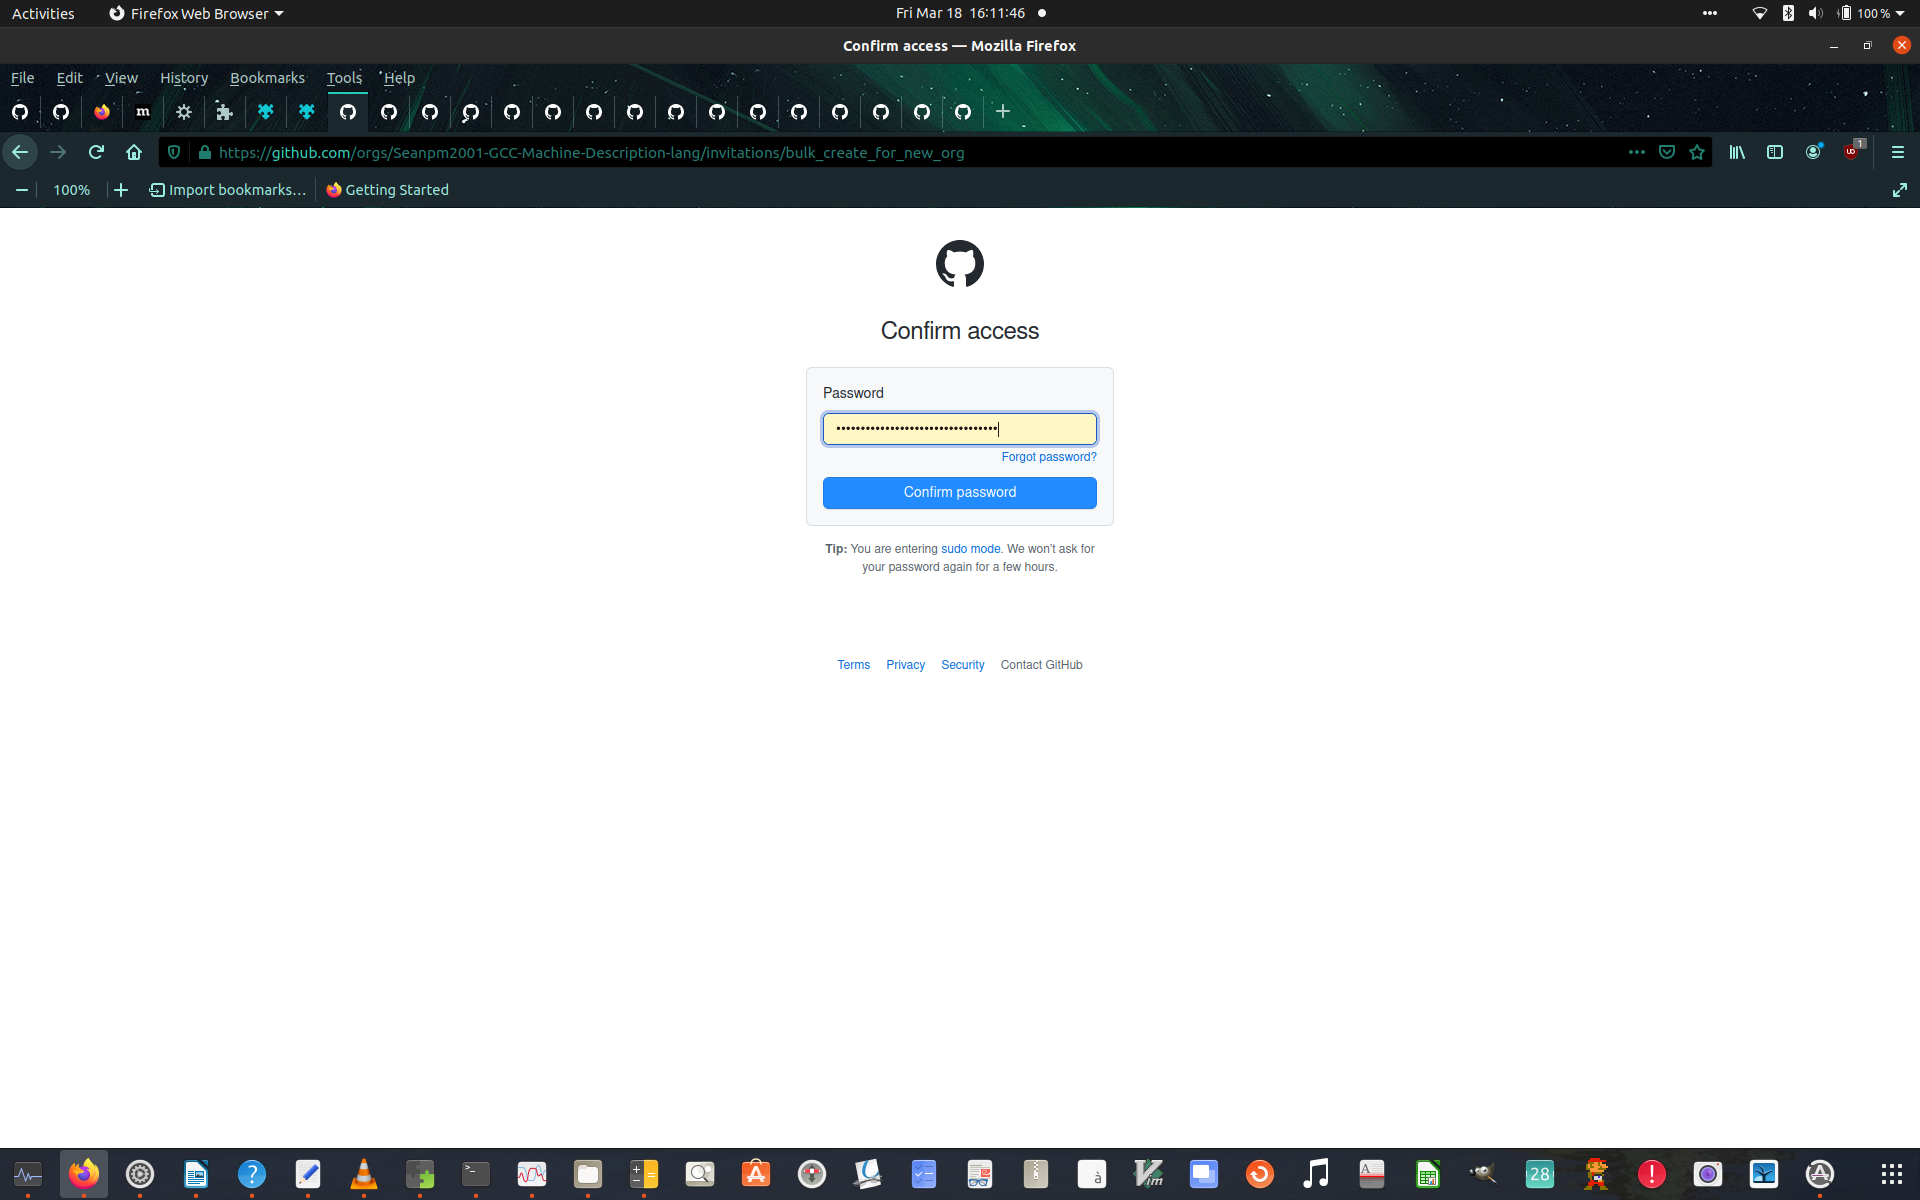 Activities Firefox Web Browser Fri Mar 18 16:11:46 100 %
Confirm access — Mozilla Firefox
File Edit View History Bookmarks Tools Help
m
https://github.com/orgs/Seanpm2001-GCC-Machine-Description-lang/invitations/bulk_create_for_new_org 1
100% Import bookmarks... Getting Started
Confirm access
Password
••••••••••••••••••••••••••••••••
Forgot password?
Confirm password
Tip: You are entering sudo mode. We won't ask for
your password again for a few hours.
Terms Privacy Security Contact GitHub
? >_ à Vim A 28 !